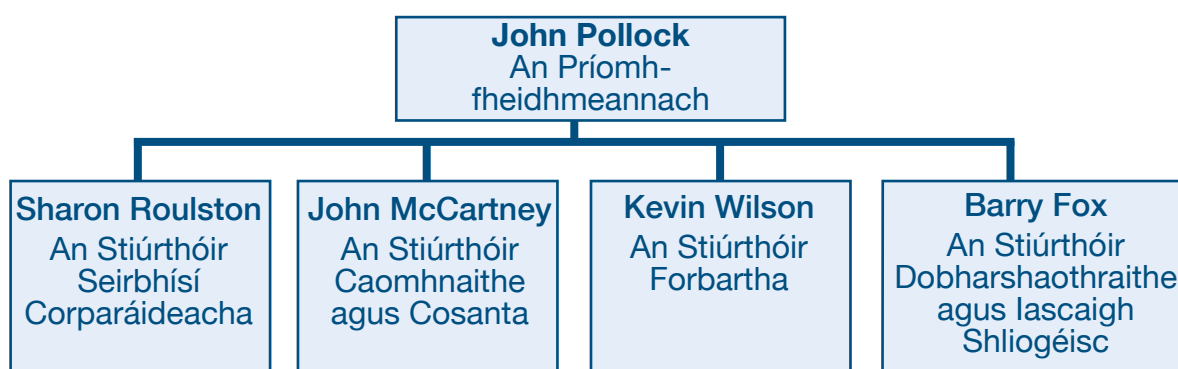 John Pollock
An Príomh-
fheidhmeannach
Sharon Roulston
An Stiúrthóir
Seirbhísí
Corparáideacha
John McCartney
An Stiúrthóir
Caomhnaithe
agus Cosanta
Kevin Wilson
An Stiúrthóir
Forbartha
Barry Fox
An Stiúrthóir
Dobharshaothraithe
agus Iascaigh
Shliogéisc